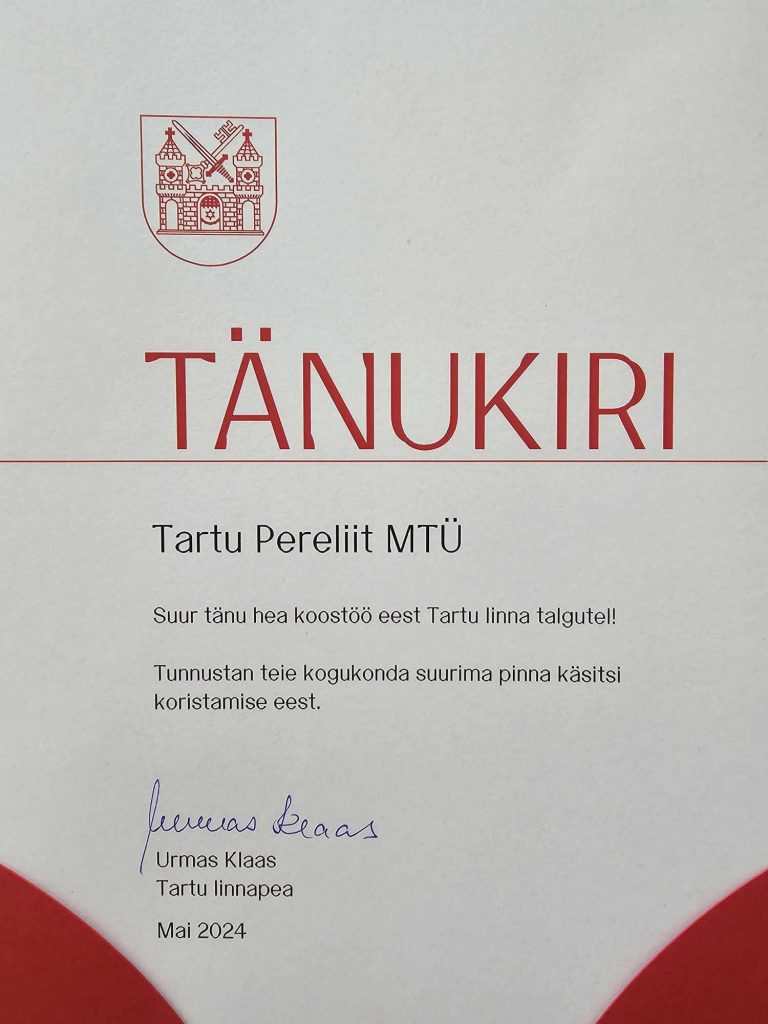 TÄNUKIRI
Tartu Pereliit MTÜ
Suur tänu hea koostöö eest Tartu linna talgutel!
Tunnustan teie kogukonda suurima pinna käsitsi
koristamise eest.
Urmas Klaas
Urmas Klaas
Tartu linnapea
Mai 2024